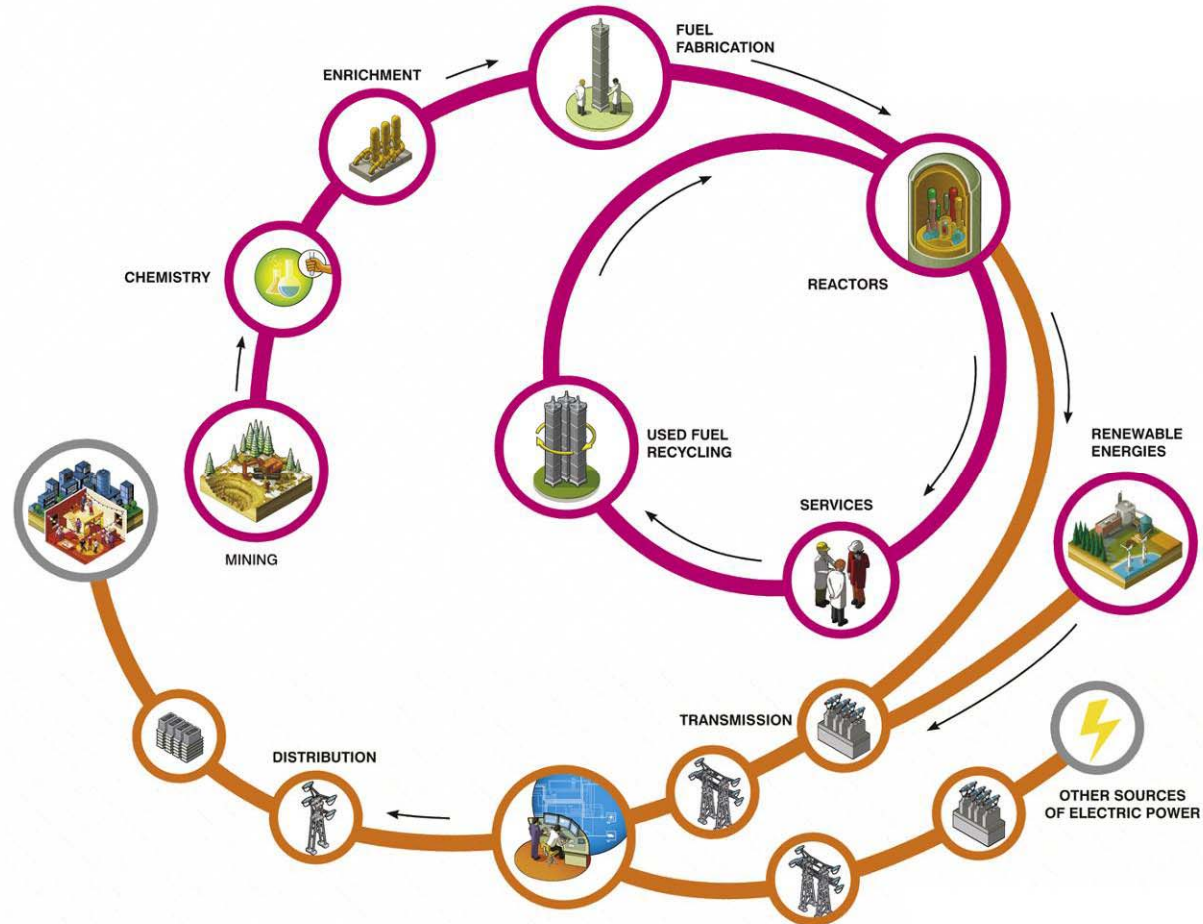 FUEL
FABRICATION
ENRICHMENT
CHEMISTRY
REACTORS
MINING
USED FUEL
RECYCLING
RENEWABLE
ENERGIES
SERVICES
TRANSMISSION
DISTRIBUTION
OTHER SOURCES
OF ELECTRIC POWER